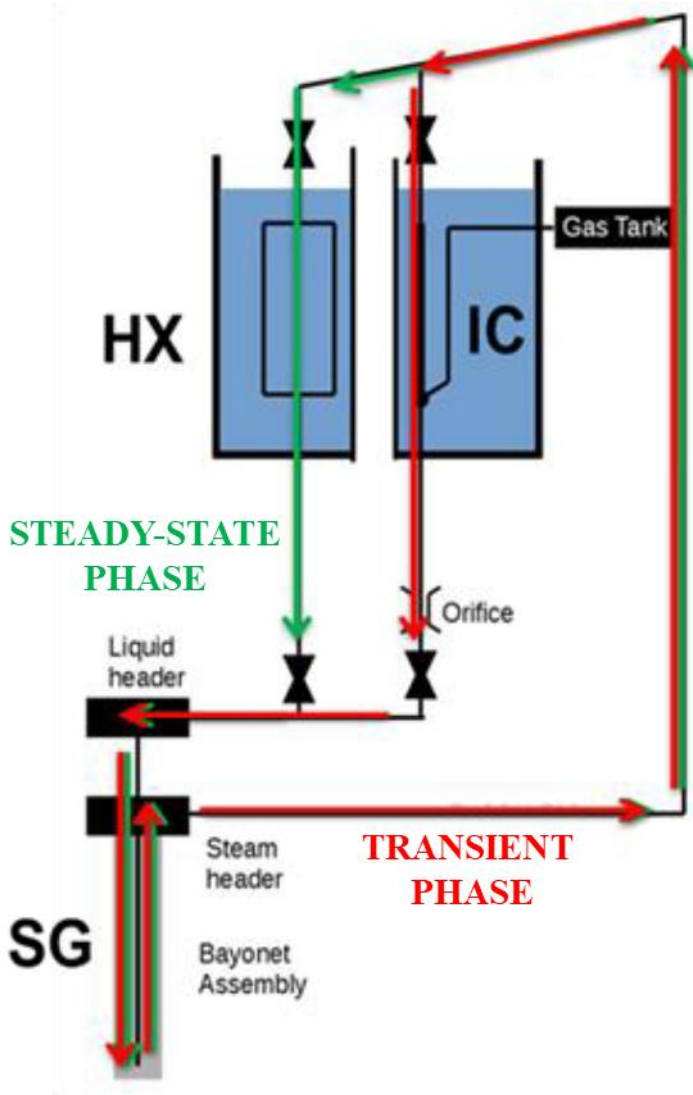 Gas Tank
HX
IC
STEADY-STATE
PHASE
Orifice
Liquid
header
TRANSIENT
PHASE
Steam
header
SG
Bayonet
Assembly